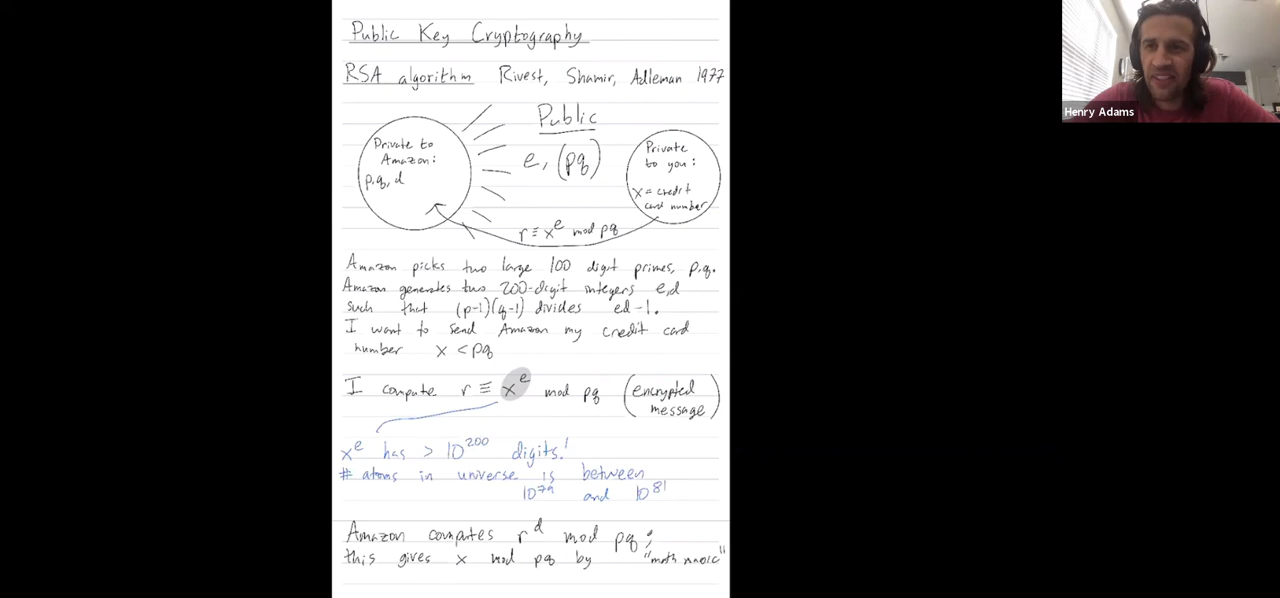 Public Key Cryptography
RSA algorithm Rivest, Shamir, Adleman 1977
Public
e, (pq)
Private to
Amazon:
p,q, d
Private
to you:
x = credit
card number
r ≡ x^e mod pq
Amazon picks two large 100 digit primes, p,q.
Amazon generates two 200-digit integers e,d
such that (p-1)(q-1) divides ed-1.
I want to send Amazon my credit card
number x < pq
I compute r ≡ x^e mod pq (encrypted
message)
x^e has > 10^200 digits!
# atoms in universe is between
10^79 and 10^81
Amazon computes r^d mod pq;
this gives x mod pq by "math magic"
Henry Adams